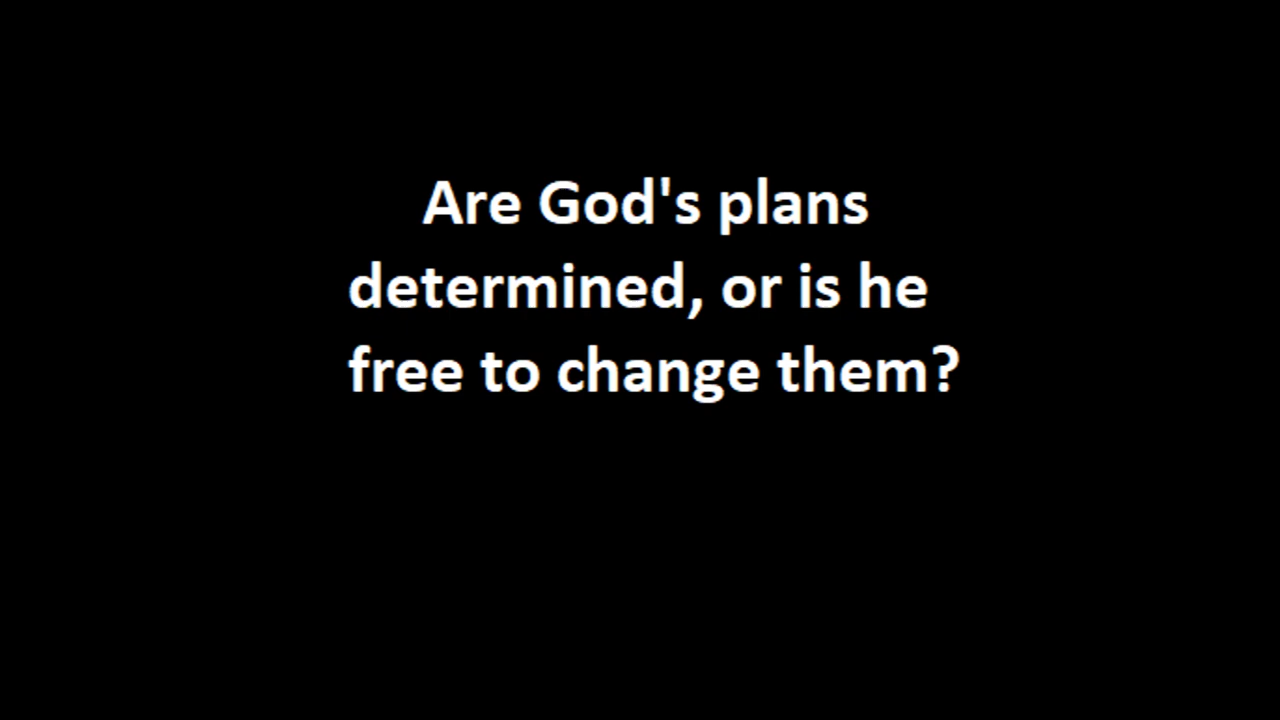 Are God's plans
determined, or is he
free to change them?